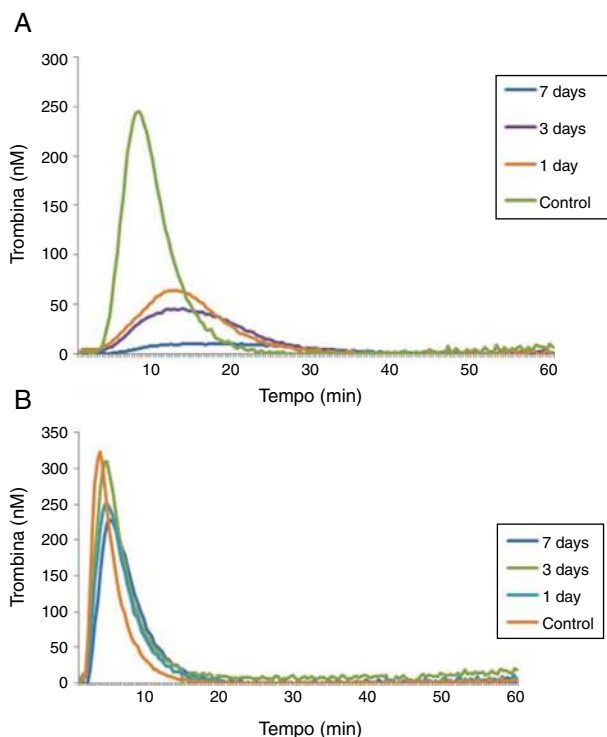 A
300
250
200
150
100
50
0
Trombina (nM)
10 20 30 40 50 60
Tempo (min)
7 days
3 days
1 day
Control
B
350
300
250
200
150
100
50
0
Trombina (nM)
10 20 30 40 50 60
Tempo (min)
7 days
3 days
1 day
Control